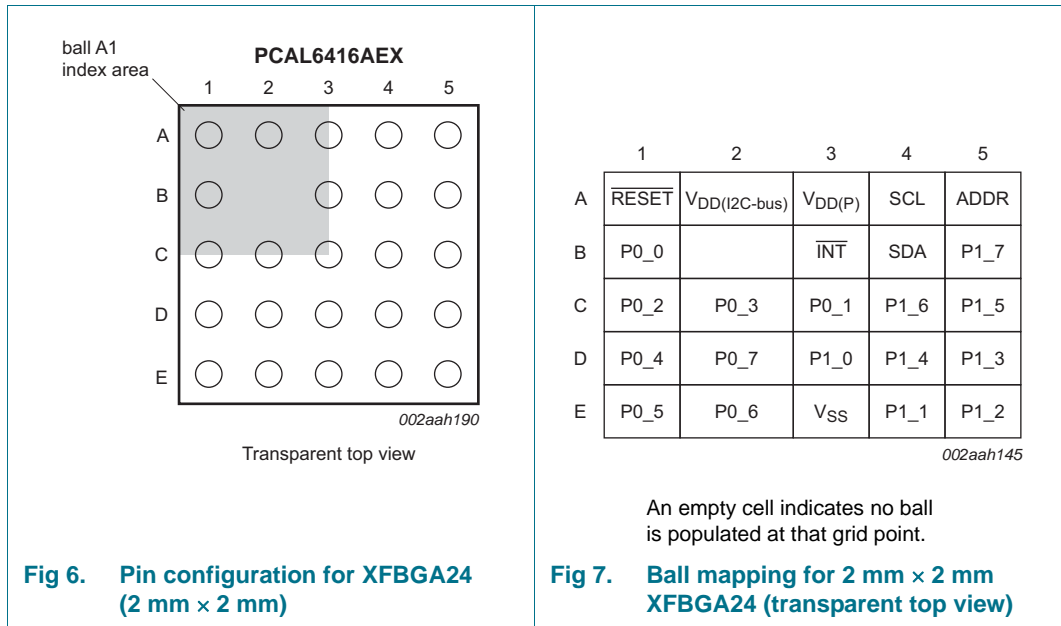 ball A1
index area
PCAL6416AEX
1 2 3 4 5
A
B
C
D
E
002aah190
Transparent top view
Fig 6. Pin configuration for XFBGA24
(2 mm × 2 mm)
1 2 3 4 5
A RESET VDD(I2C-bus) VDD(P) SCL ADDR
B P0_0 INT SDA P1_7
C P0_2 P0_3 P0_1 P1_6 P1_5
D P0_4 P0_7 P1_0 P1_4 P1_3
E P0_5 P0_6 VSS P1_1 P1_2
002aah145
An empty cell indicates no ball
is populated at that grid point.
Fig 7. Ball mapping for 2 mm × 2 mm
XFBGA24 (transparent top view)